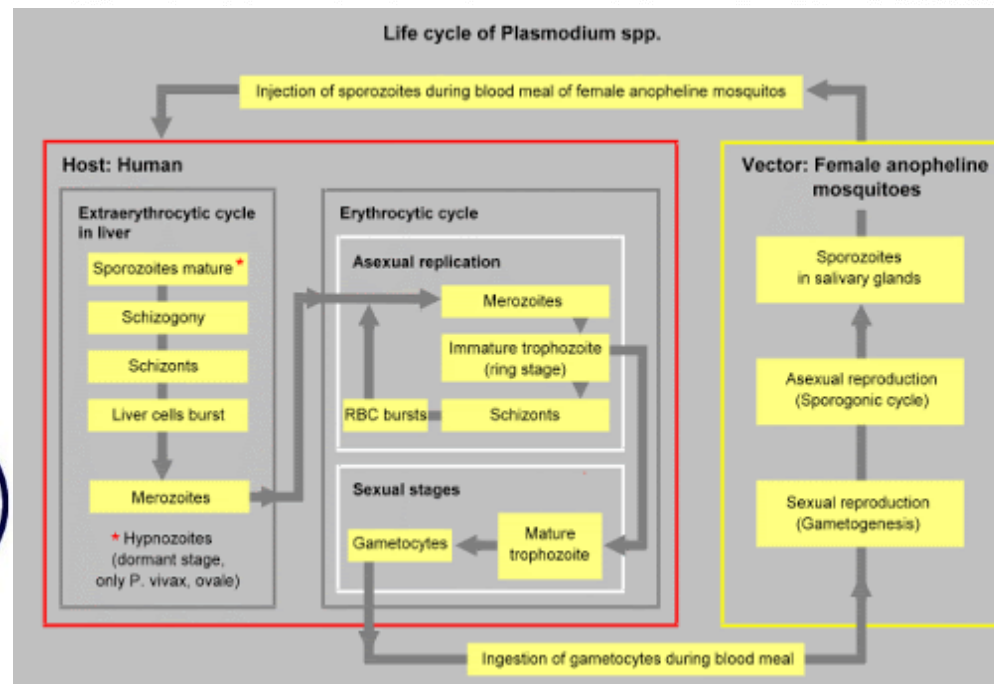 Life cycle of Plasmodium spp.
Injection of sporozoites during blood meal of female anopheline mosquitos
Host: Human
Extraerythrocytic cycle
in liver
Sporozoites mature *
Schizogony
Schizonts
Liver cells burst
Merozoites
* Hypnozoites
(dormant stage,
only P. vivax, ovale)
Erythrocytic cycle
Asexual replication
Merozoites
Immature trophozoite
(ring stage)
RBC bursts
Schizonts
Sexual stages
Gametocytes
Mature
trophozoite
Vector: Female anopheline
mosquitoes
Sporozoites
in salivary glands
Asexual reproduction
(Sporogonic cycle)
Sexual reproduction
(Gametogenesis)
Ingestion of gametocytes during blood meal